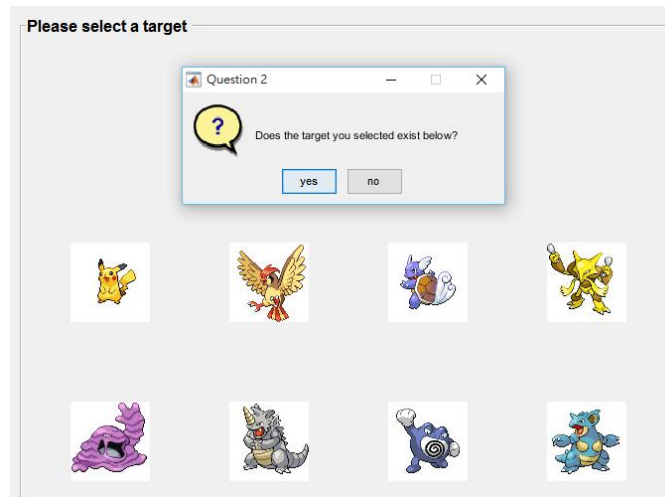 Please select a target
Question 2
?
Does the target you selected exist below?
yes
no